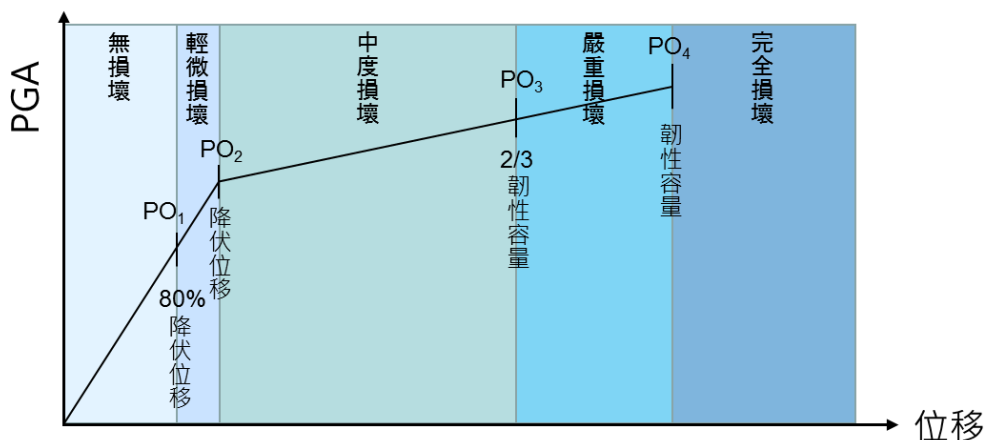 PGA
無損壞
輕微損壞
中度損壞
嚴重損壞
完全損壞
PO₁
PO₂
PO₃
PO₄
80%
降伏位移
降伏位移
2/3
韌性容量
韌性容量
位移